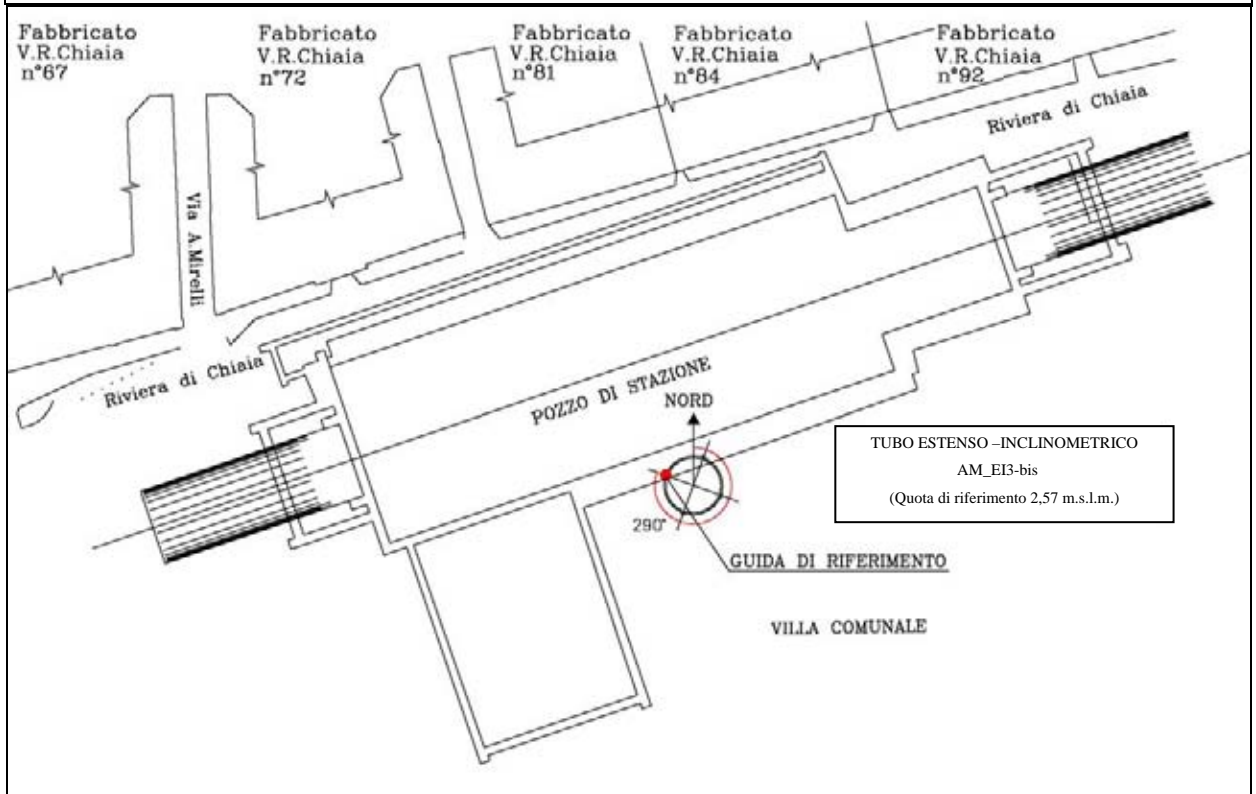 Fabbricato
V.R.Chiaia
n°67
Fabbricato
V.R.Chiaia
n°72
Fabbricato
V.R.Chiaia
n°81
Fabbricato
V.R.Chiaia
n°84
Fabbricato
V.R.Chiaia
n°92
Riviera di Chiaia
Via A.Mirelli
Riviera di Chiaia
POZZO DI STAZIONE
NORD
TUBO ESTENSO –INCLINOMETRICO
AM_EI3-bis
(Quota di riferimento 2,57 m.s.l.m.)
290°
GUIDA DI RIFERIMENTO
VILLA COMUNALE